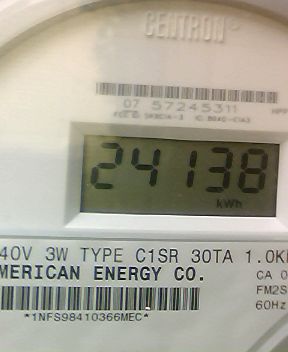 CENTRON®
07 57245311
24138
kWh
40V 3W TYPE C1SR 30TA 1.0K
MERICAN ENERGY CO.
CA 0
FM2S
60Hz
*1NFS98410366MEC*